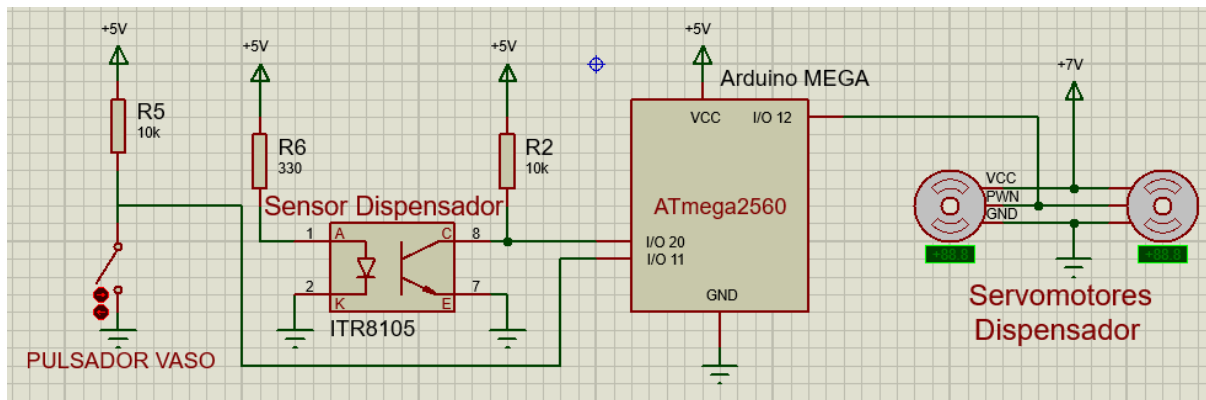 +5V
R5
10k
PULSADOR VASO
+5V
R6
330
Sensor Dispensador
1
A
C
8
2
K
E
7
ITR8105
+5V
R2
10k
+5V
Arduino MEGA
VCC
I/O 12
ATmega2560
I/O 20
I/O 11
GND
+7V
VCC
PWN
GND
+88.8
+88.8
Servomotores
Dispensador